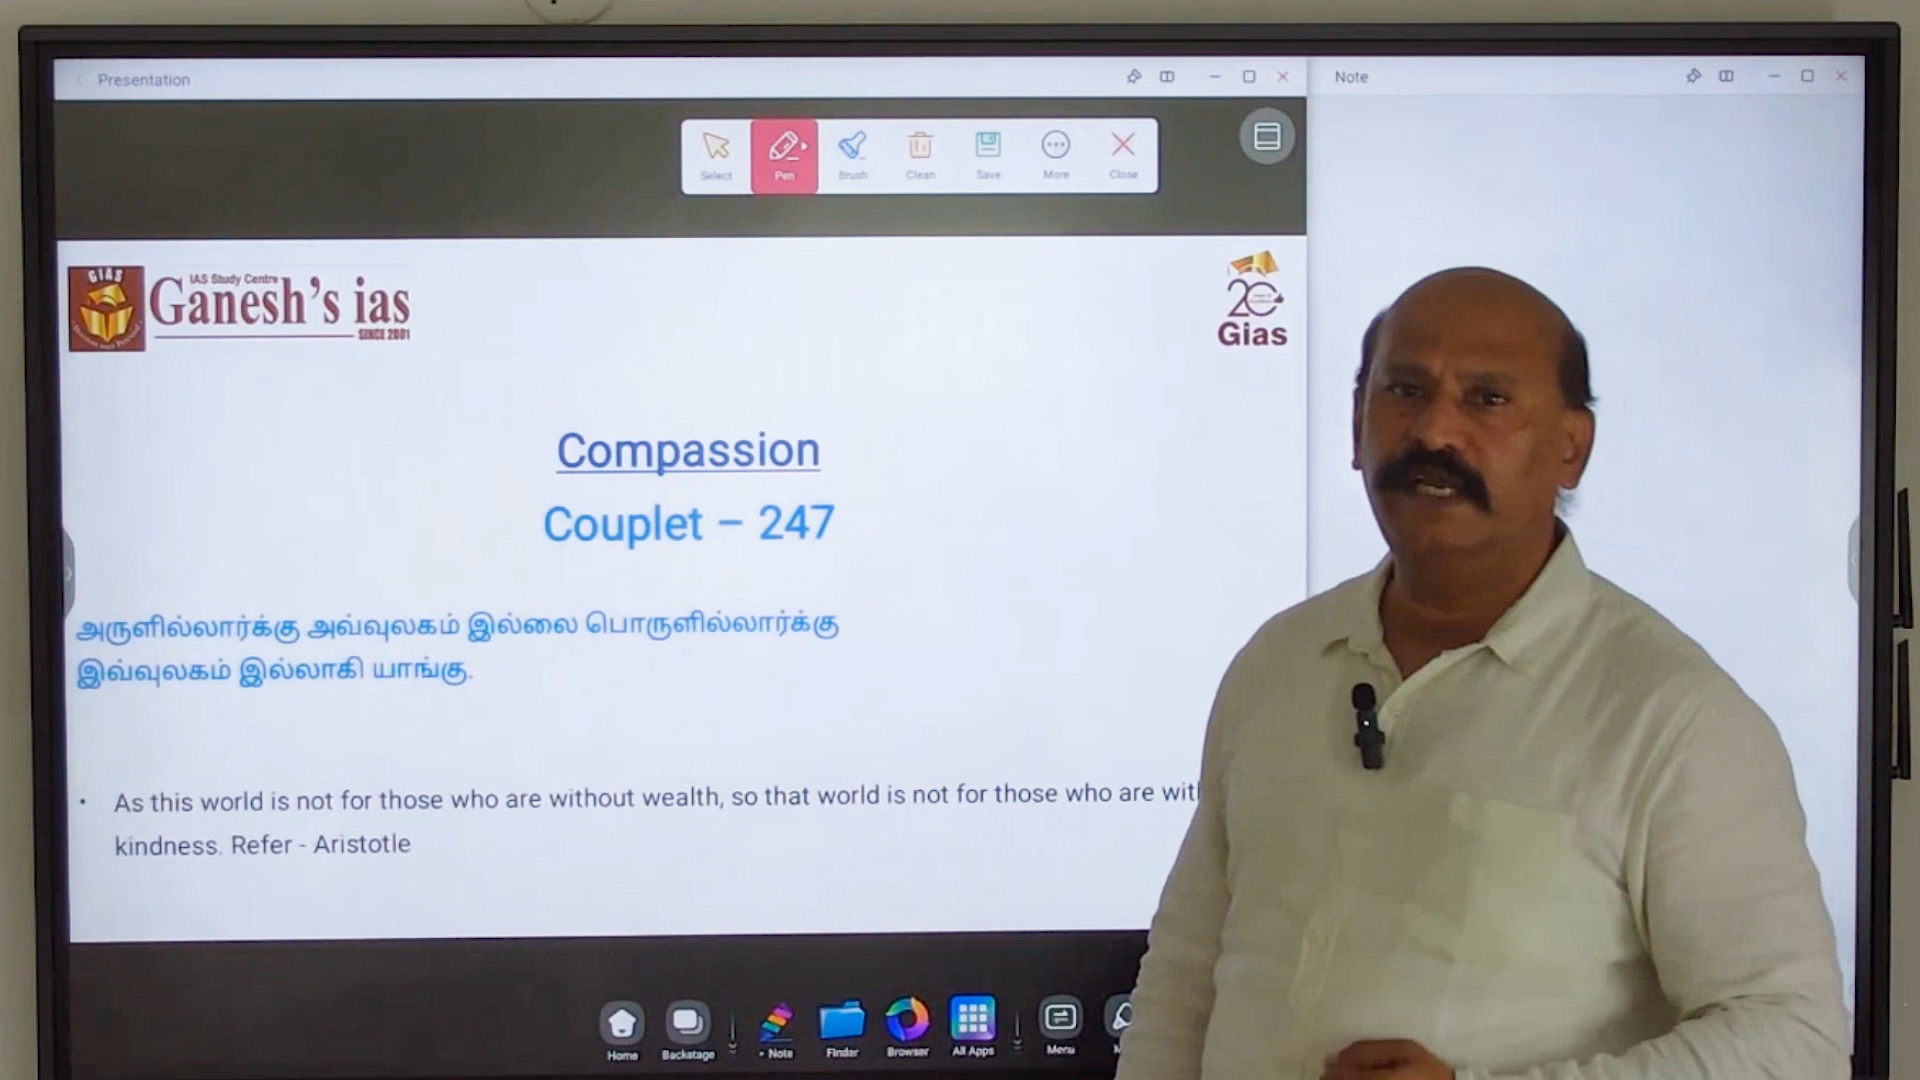 Presentation
Note
Select
Pen
Brush
Clean
Save
More
Close
GIAS
IAS Study Centre
Ganesh's ias
SINCE 2001
20
Gias
Compassion
Couplet – 247
அருளில்லார்க்கு அவ்வுலகம் இல்லை பொருளில்லார்க்கு
இவ்வுலகம் இல்லாகி யாங்கு.
• As this world is not for those who are without wealth, so that world is not for those who are
kindness. Refer - Aristotle
Home
Backstage
• Note
Finder
Browser
All Apps
Menu